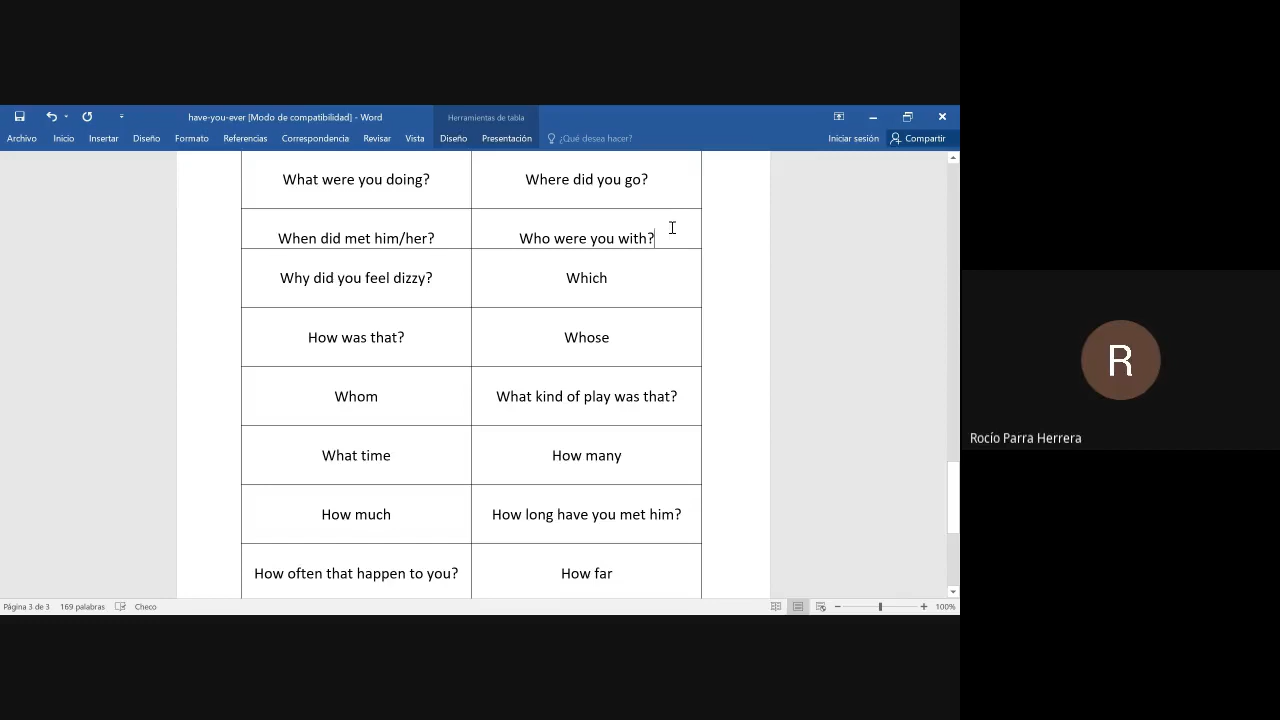 have-you-ever [Modo de compatibilidad] - Word
Herramientas de tabla
Archivo Inicio Insertar Diseño Formato Referencias Correspondencia Revisar Vista Diseño Presentación ¿Qué desea hacer? Iniciar sesión Compartir
What were you doing? Where did you go?
When did met him/her? Who were you with?
Why did you feel dizzy? Which
How was that? Whose
Whom What kind of play was that?
What time How many
How much How long have you met him?
How often that happen to you? How far
R
Rocío Parra Herrera
Página 3 de 3 169 palabras Checo 100%